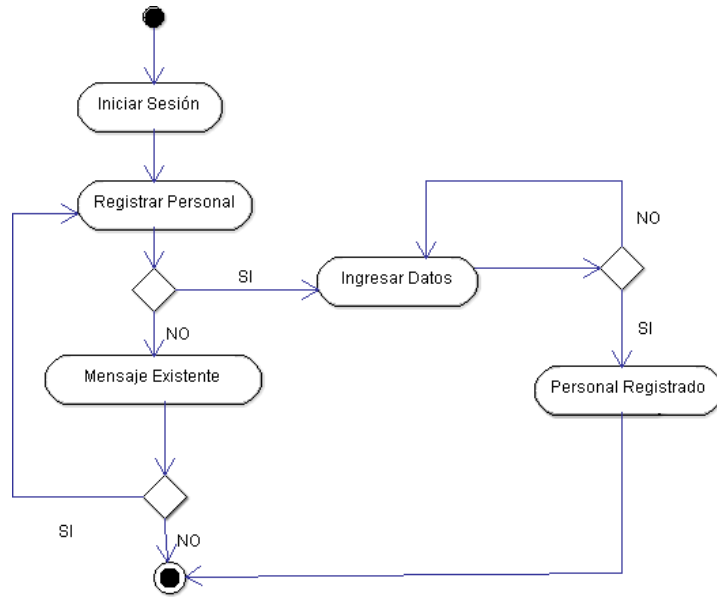 Iniciar Sesión
Registrar Personal
NO
SI
Ingresar Datos
NO
SI
Mensaje Existente
Personal Registrado
SI
NO